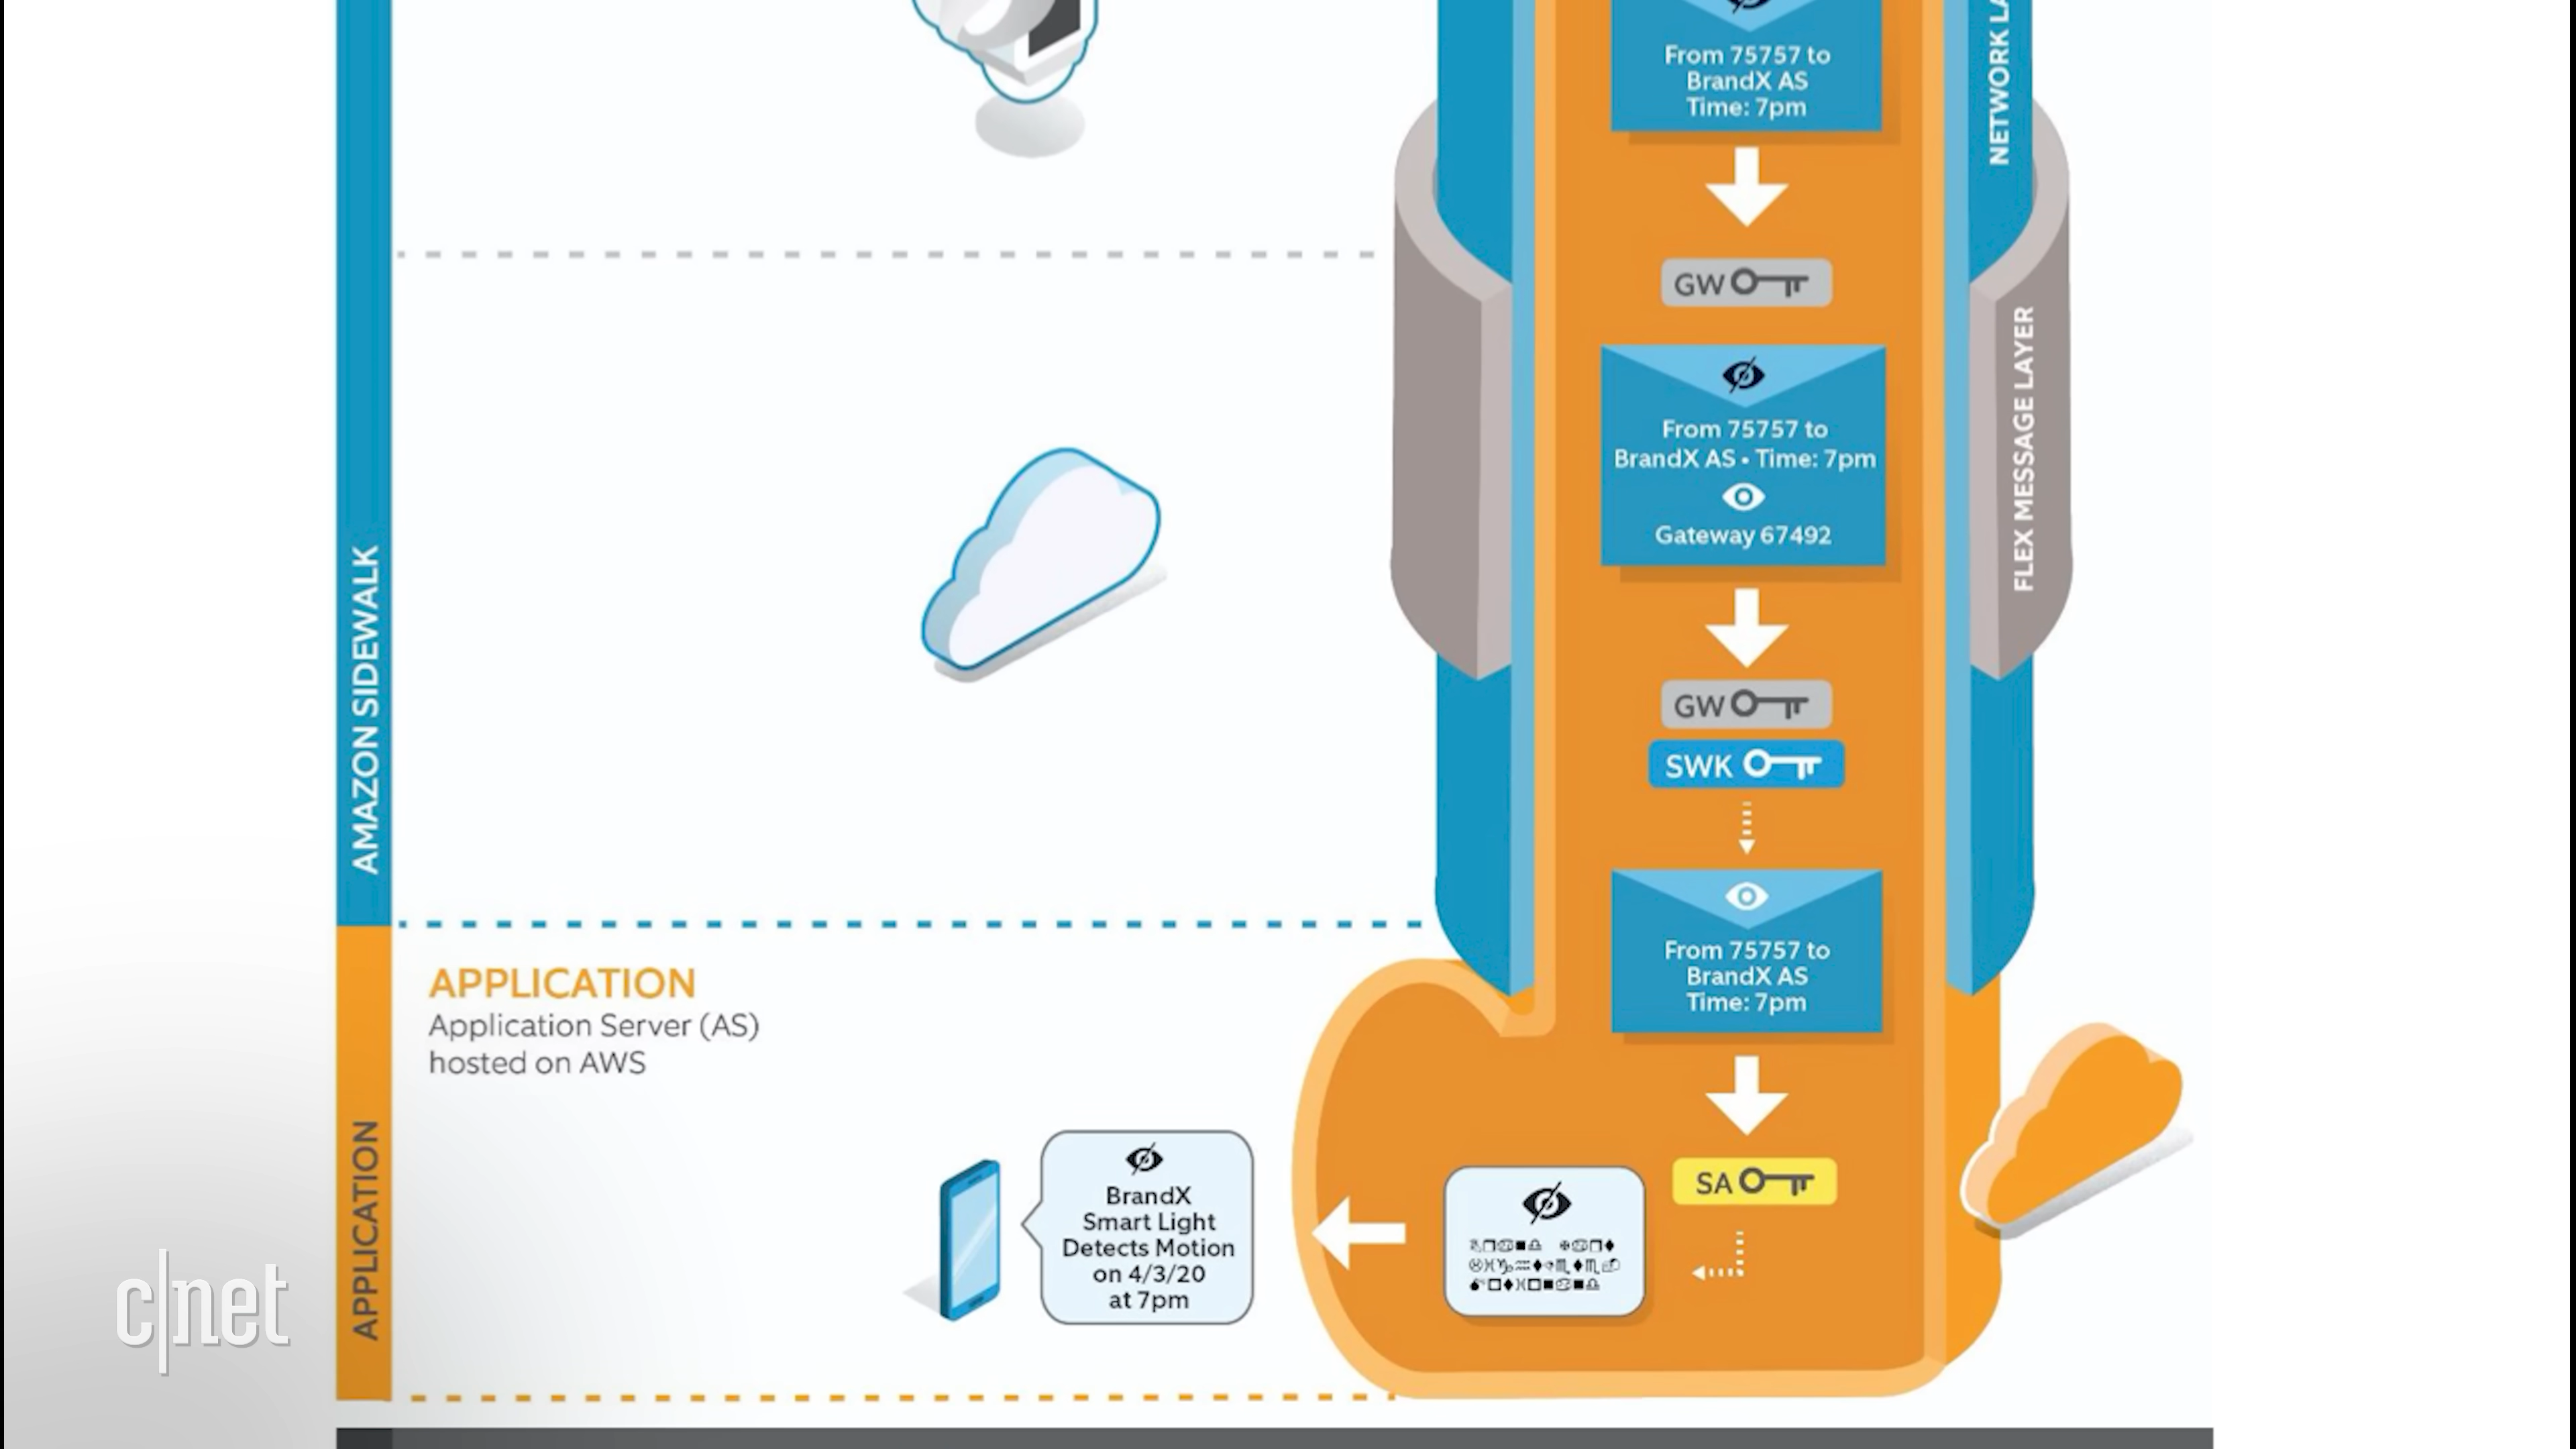 From 75757 to
BrandX AS
Time: 7pm
NETWORK
GW
From 75757 to
BrandX AS • Time: 7pm
Gateway 67492
FLEX MESSAGE LAYER
GW
SWK
AMAZON SIDEWALK
From 75757 to
BrandX AS
Time: 7pm
APPLICATION
Application Server (AS)
hosted on AWS
APPLICATION
BrandX
Smart Light
Detects Motion
on 4/3/20
at 7pm
SA
c|net